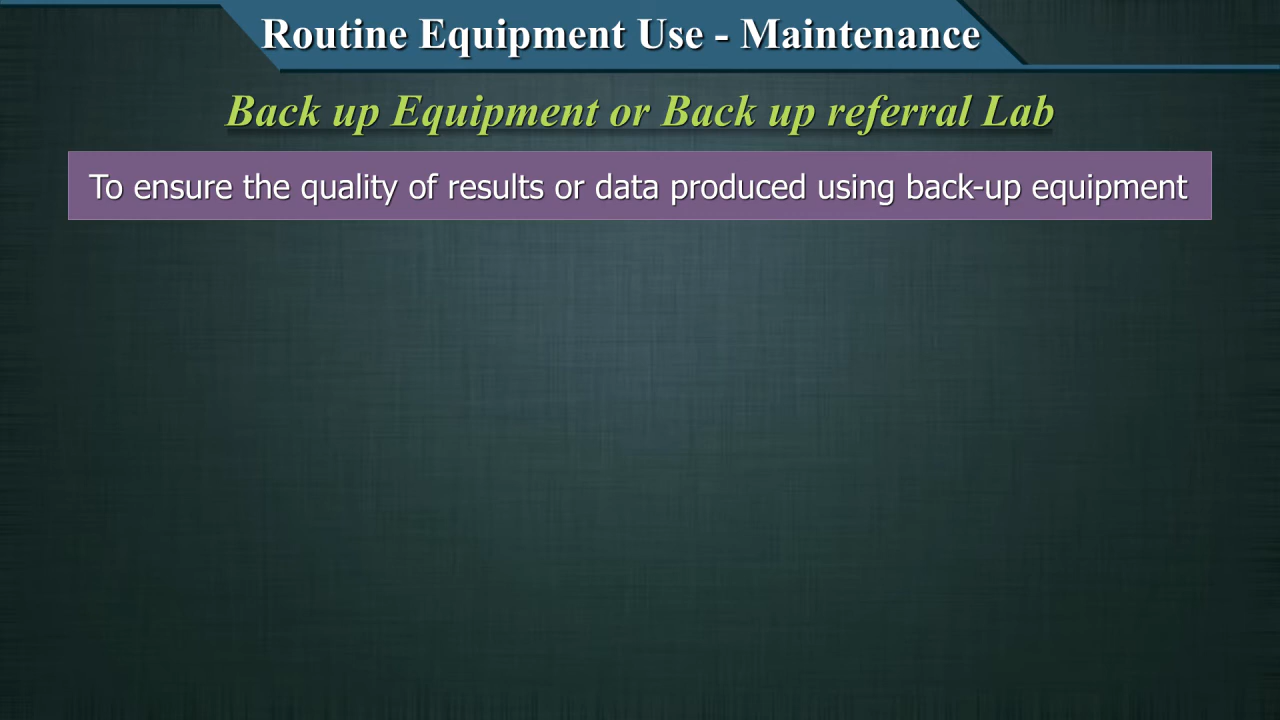 Routine Equipment Use - Maintenance
Back up Equipment or Back up referral Lab
To ensure the quality of results or data produced using back-up equipment